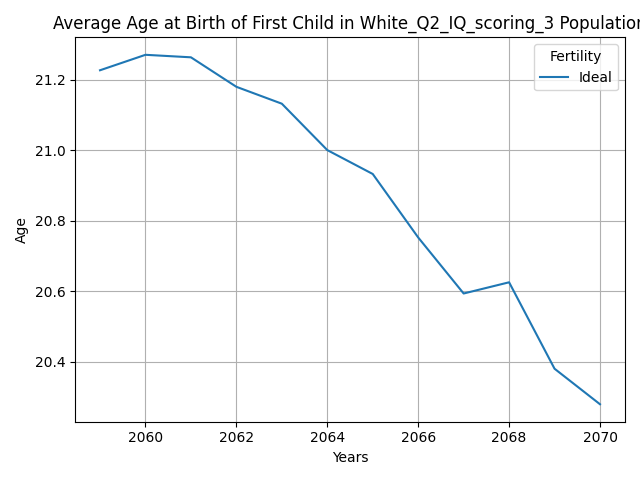 Average Age at Birth of First Child in White_Q2_IQ_scoring_3 Population
Fertility
Ideal
21.2
21.0
20.8
20.6
20.4
Age
2060 2062 2064 2066 2068 2070
Years